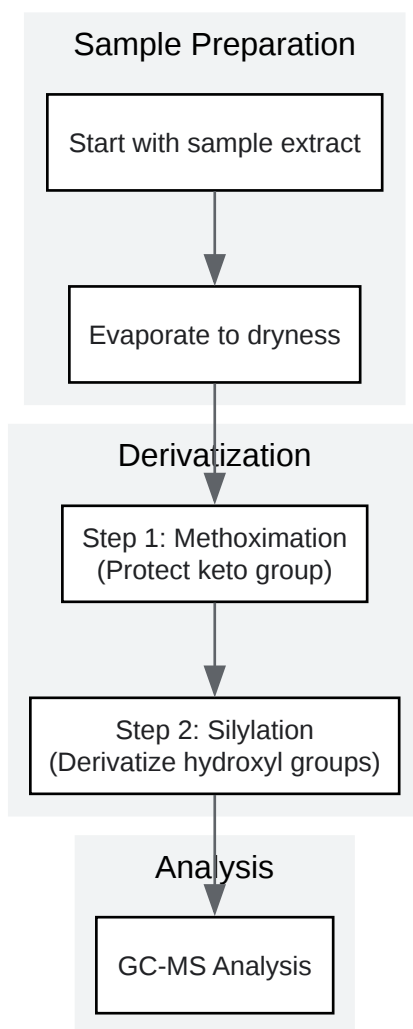 Sample Preparation
Start with sample extract
Evaporate to dryness
Derivatization
Step 1: Methoximation
(Protect keto group)
Step 2: Silylation
(Derivatize hydroxyl groups)
Analysis
GC-MS Analysis